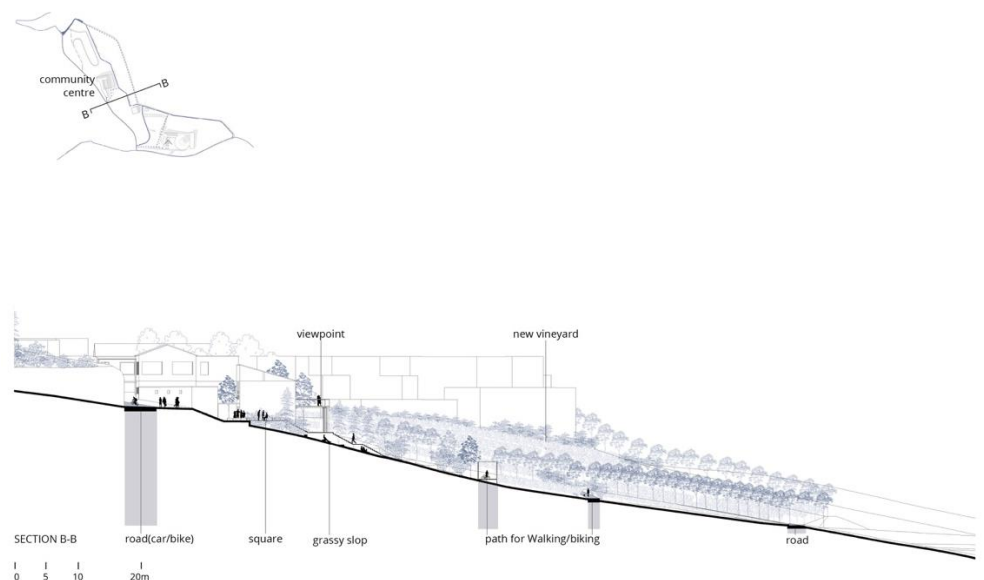 community
centre
B
B
viewpoint
new vineyard
SECTION B-B
road(car/bike)
square
grassy slop
path for Walking/biking
road
0 5 10 20m